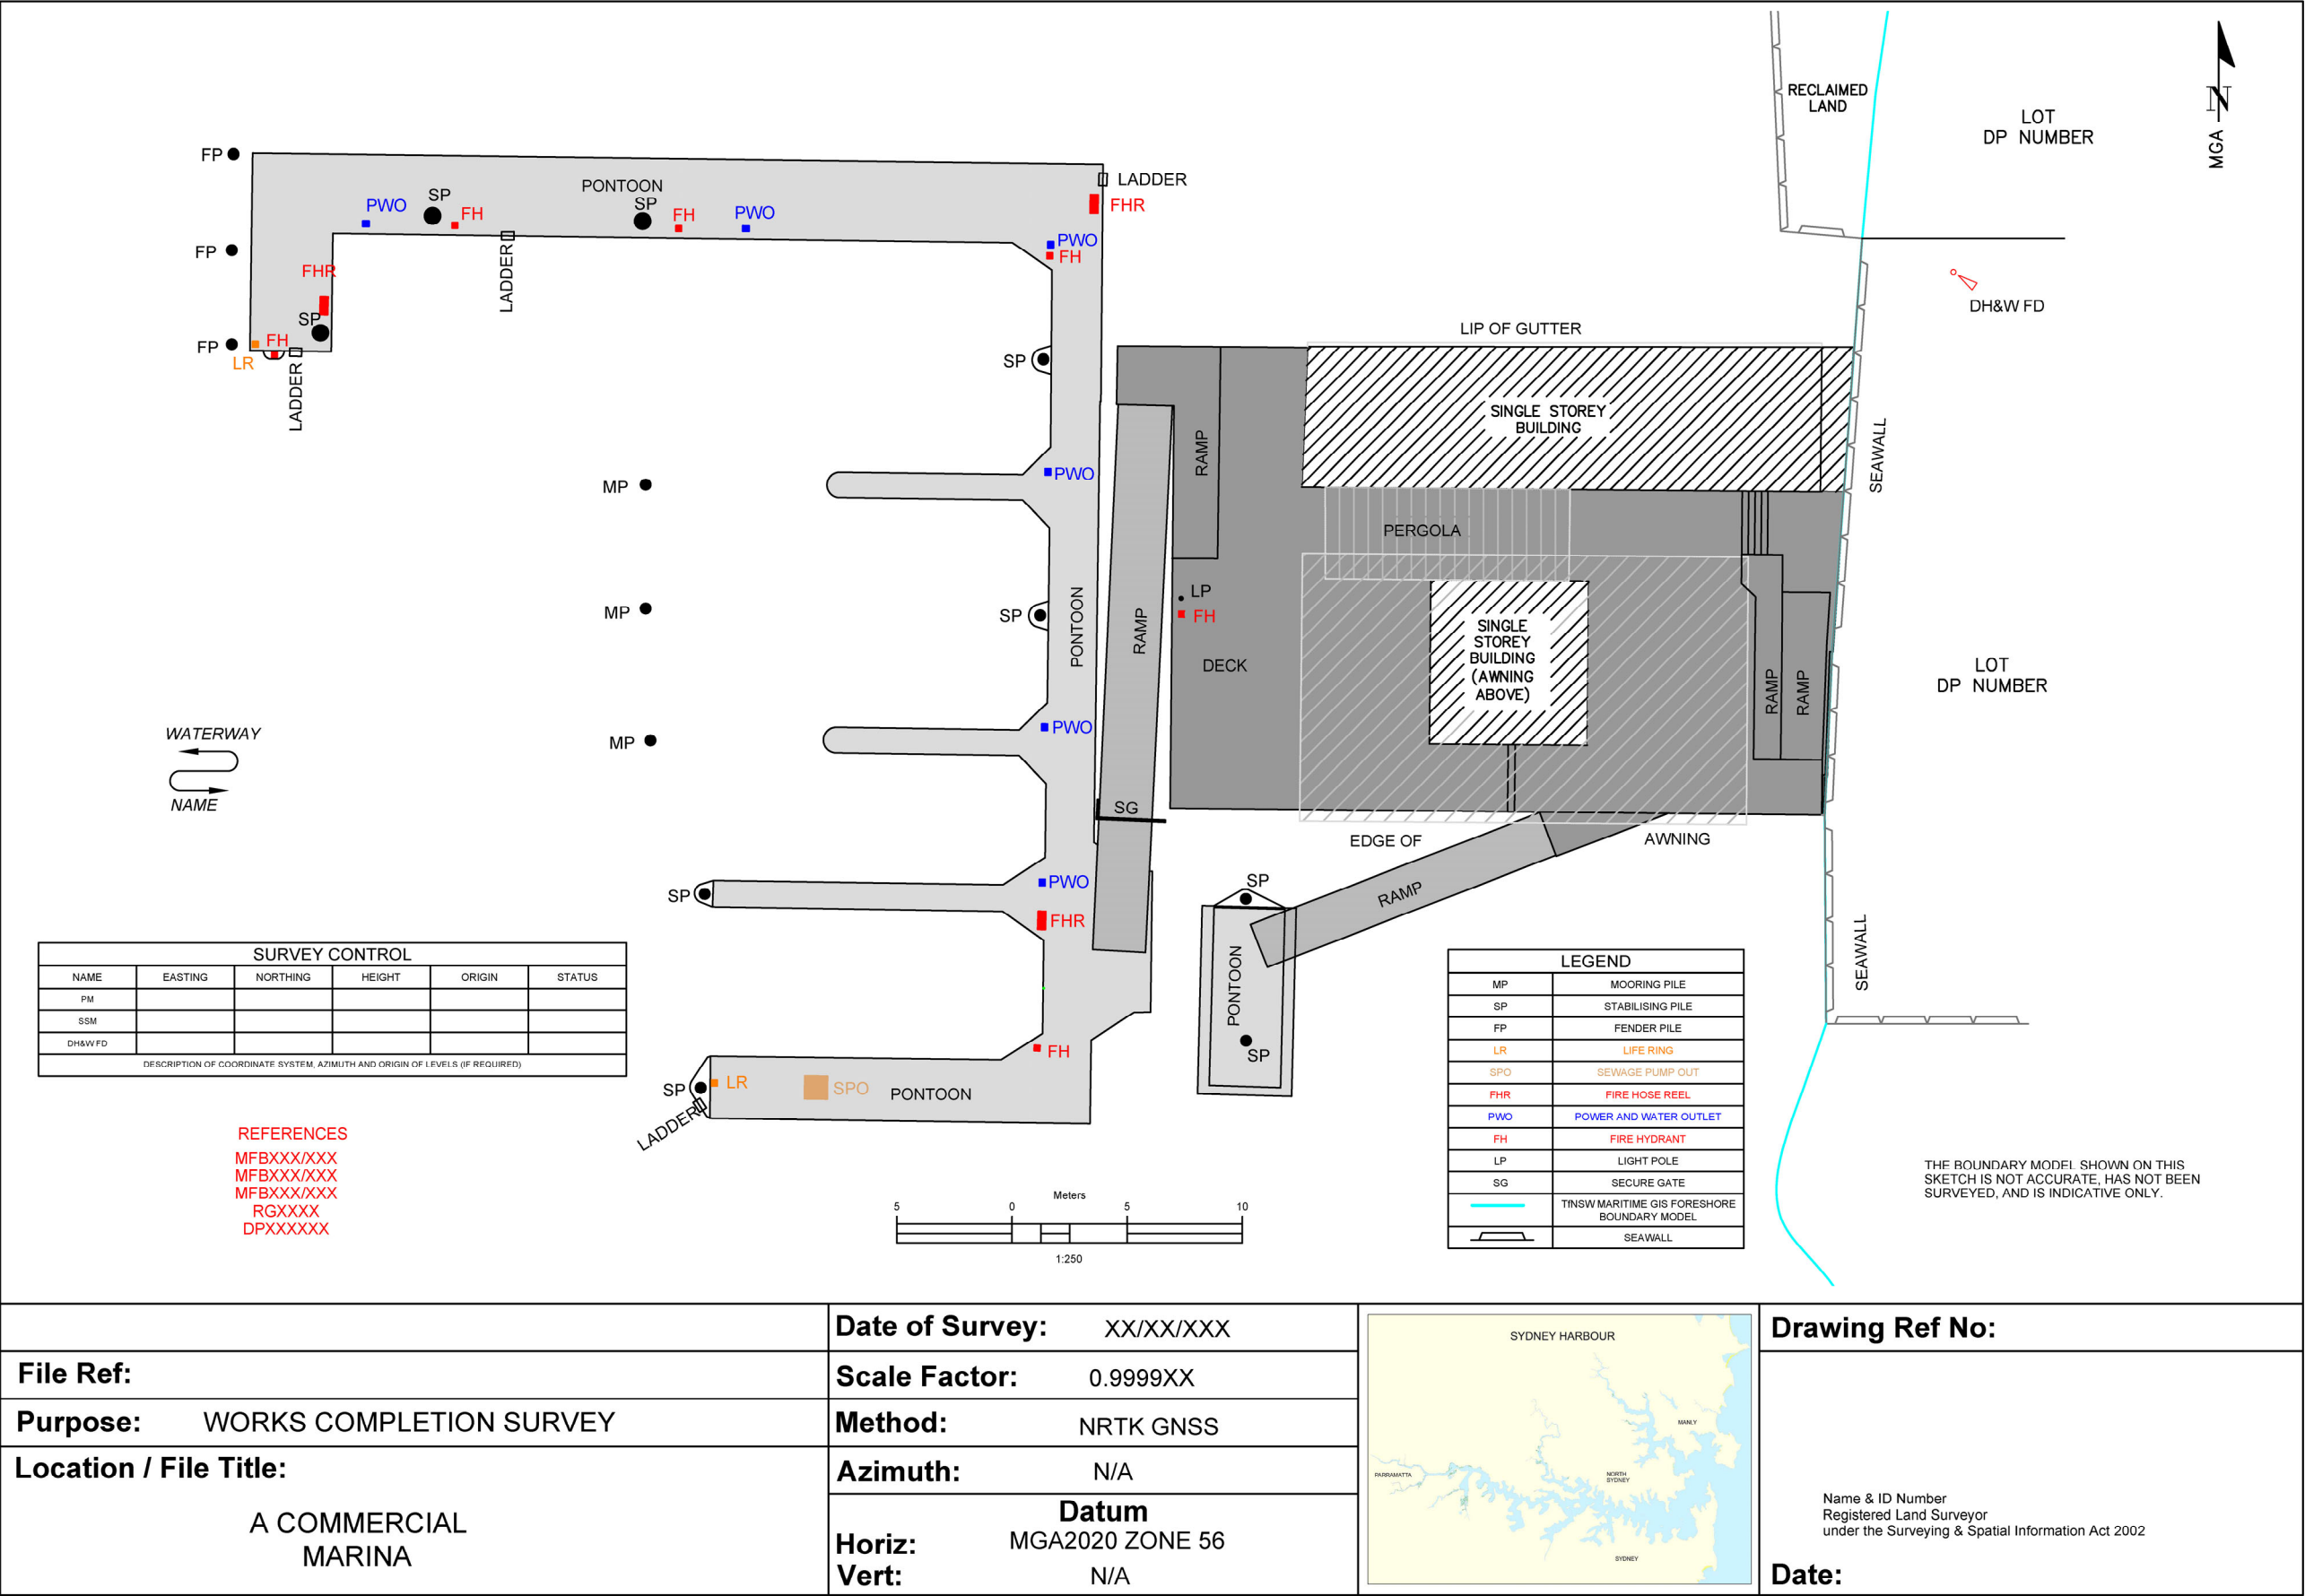 RECLAIMED
LAND
LOT
DP NUMBER
MGA
N
FP
PONTOON
LADDER
SP
SP
PWO
FH
FH
PWO
FHR
PWO
FH
FP
LADDER
FHR
DH&W FD
SP
FP
FH
LR
LADDER
SP
LIP OF GUTTER
SINGLE STOREY
BUILDING
RAMP
SEAWALL
MP
PWO
PERGOLA
MP
SP
PONTOON
RAMP
LP
FH
DECK
SINGLE
STOREY
BUILDING
(AWNING
ABOVE)
RAMP
RAMP
LOT
DP NUMBER
WATERWAY
NAME
MP
PWO
SG
EDGE OF
AWNING
SP
PWO
FHR
SP
RAMP
PONTOON
SP
SEAWALL
FH
SP
LR
SPO
PONTOON
LADDER
SURVEY CONTROL
NAME EASTING NORTHING HEIGHT ORIGIN STATUS
PM
SSM
DH&W FD
DESCRIPTION OF COORDINATE SYSTEM, AZIMUTH AND ORIGIN OF LEVELS (IF REQUIRED)
REFERENCES
MFBXXX/XXX
MFBXXX/XXX
MFBXXX/XXX
RGXXXX
DPXXXXXX
Meters
5 0 5 10
1:250
LEGEND
MP MOORING PILE
SP STABILISING PILE
FP FENDER PILE
LR LIFE RING
SPO SEWAGE PUMP OUT
FHR FIRE HOSE REEL
PWO POWER AND WATER OUTLET
FH FIRE HYDRANT
LP LIGHT POLE
SG SECURE GATE
TfNSW MARITIME GIS FORESHORE
BOUNDARY MODEL
SEAWALL
THE BOUNDARY MODEL SHOWN ON THIS
SKETCH IS NOT ACCURATE, HAS NOT BEEN
SURVEYED, AND IS INDICATIVE ONLY.
File Ref:
Purpose: WORKS COMPLETION SURVEY
Location / File Title:
A COMMERCIAL
MARINA
Date of Survey: XX/XX/XXX
Scale Factor: 0.9999XX
Method: NRTK GNSS
Azimuth: N/A
Datum
Horiz: MGA2020 ZONE 56
Vert: N/A
SYDNEY HARBOUR
MANLY
PARRAMATTA
NORTH
SYDNEY
SYDNEY
Drawing Ref No:
Name & ID Number
Registered Land Surveyor
under the Surveying & Spatial Information Act 2002
Date: